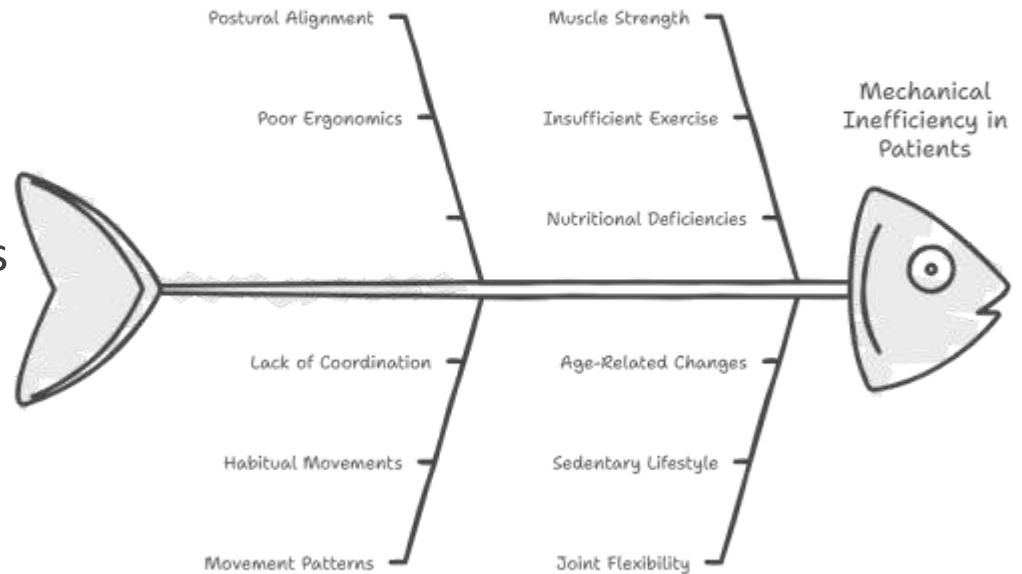 Postural Alignment
Muscle Strength
Mechanical
Inefficiency in
Patients
Poor Ergonomics
Insufficient Exercise
Nutritional Deficiencies
s
Lack of Coordination
Age-Related Changes
Habitual Movements
Sedentary Lifestyle
Movement Patterns
Joint Flexibility